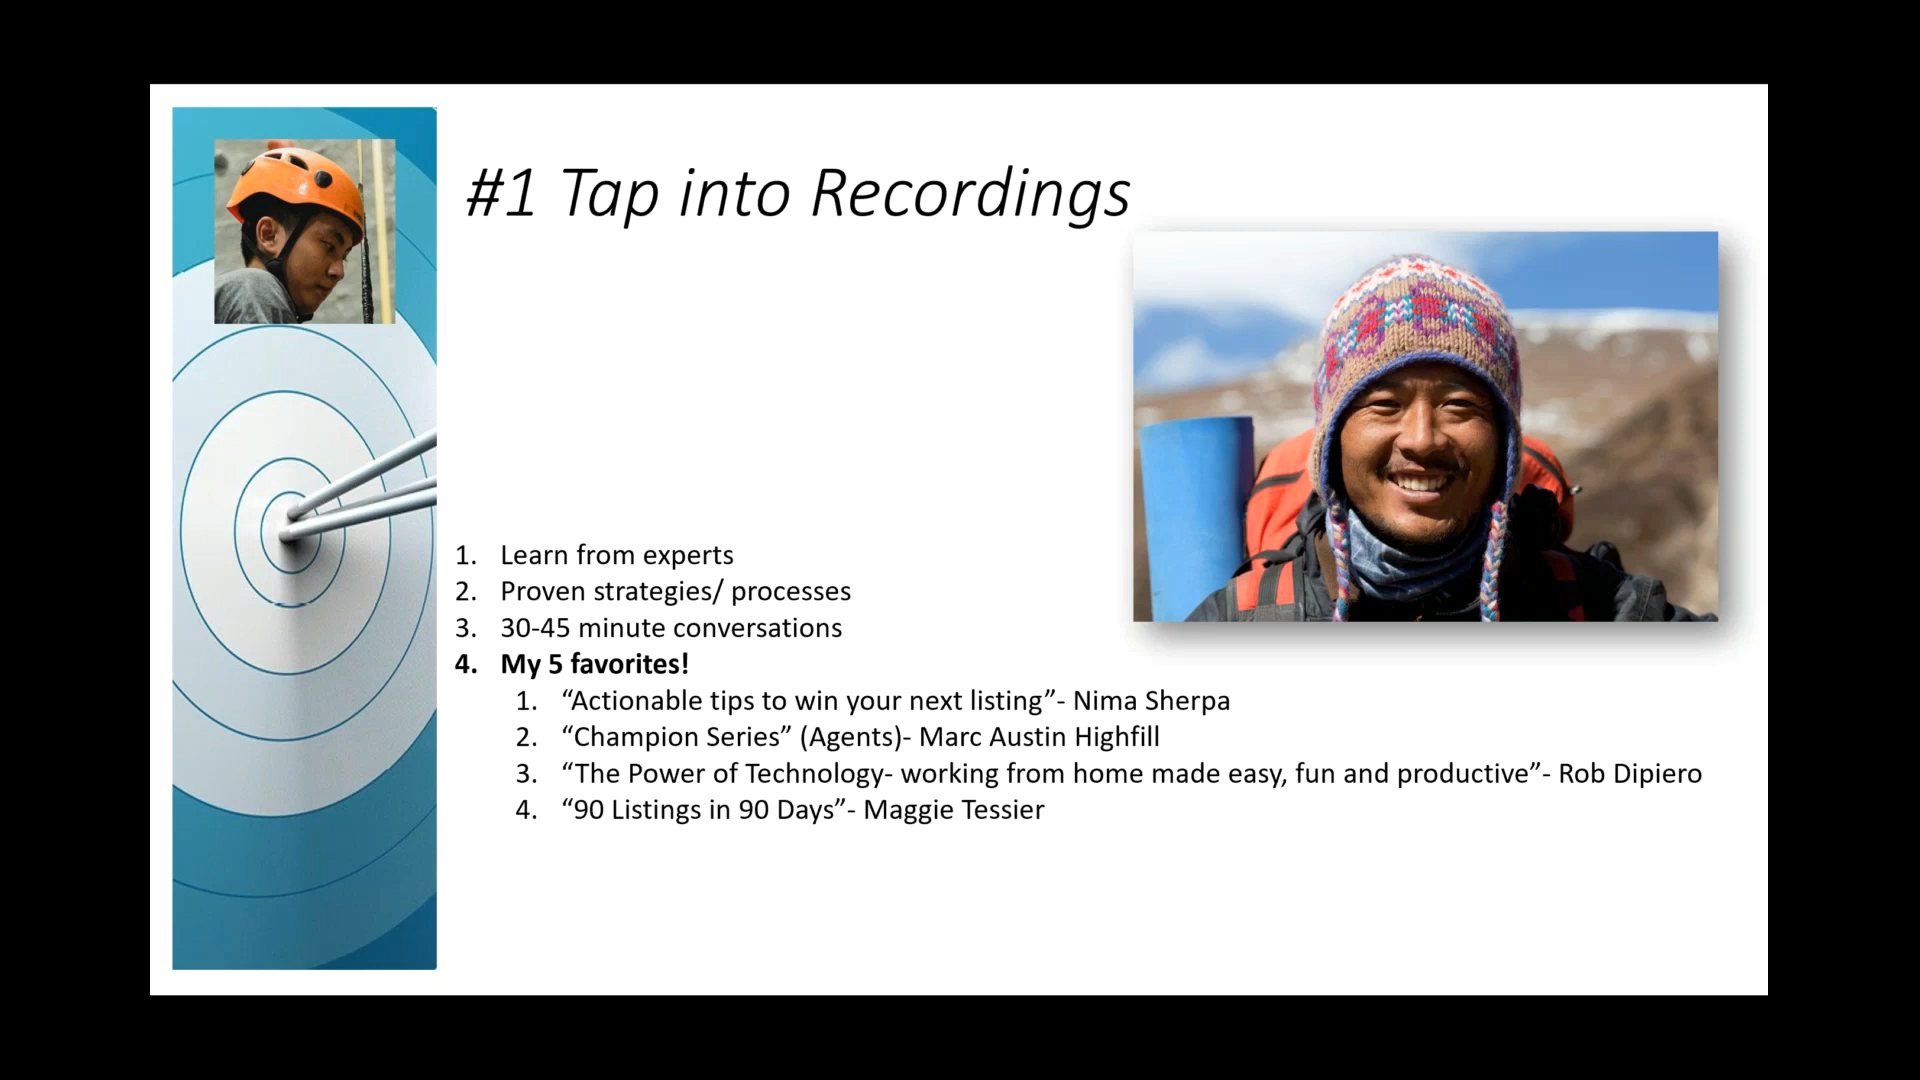 #1 Tap into Recordings
1. Learn from experts
2. Proven strategies/ processes
3. 30-45 minute conversations
4. My 5 favorites!
1. “Actionable tips to win your next listing”- Nima Sherpa
2. “Champion Series” (Agents)- Marc Austin Highfill
3. “The Power of Technology- working from home made easy, fun and productive”- Rob Dipiero
4. “90 Listings in 90 Days”- Maggie Tessier